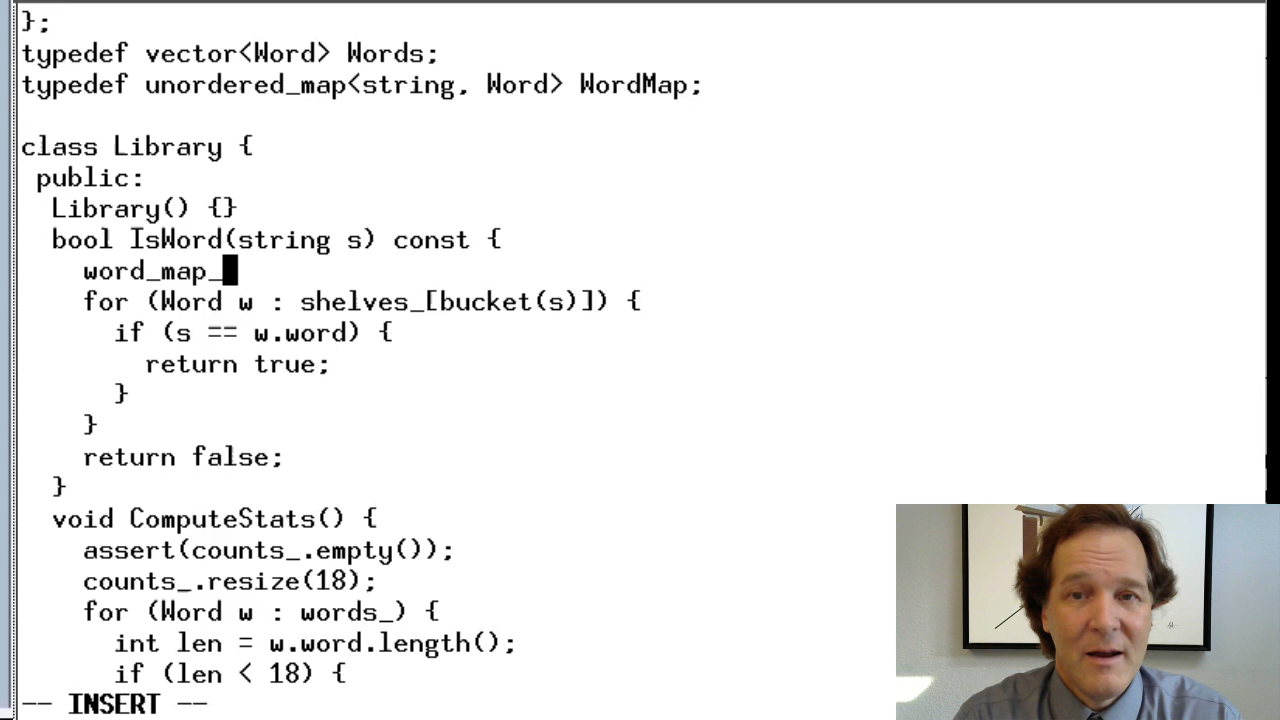 };
typedef vector<Word> Words;
typedef unordered_map<string, Word> WordMap;
class Library {
public:
Library() {}
bool IsWord(string s) const {
word_map_
for (Word w : shelves_[bucket(s)]) {
if (s == w.word) {
return true;
}
}
return false;
}
void ComputeStats() {
assert(counts_.empty());
counts_.resize(18);
for (Word w : words_) {
int len = w.word.length();
if (len < 18) {
-- INSERT --